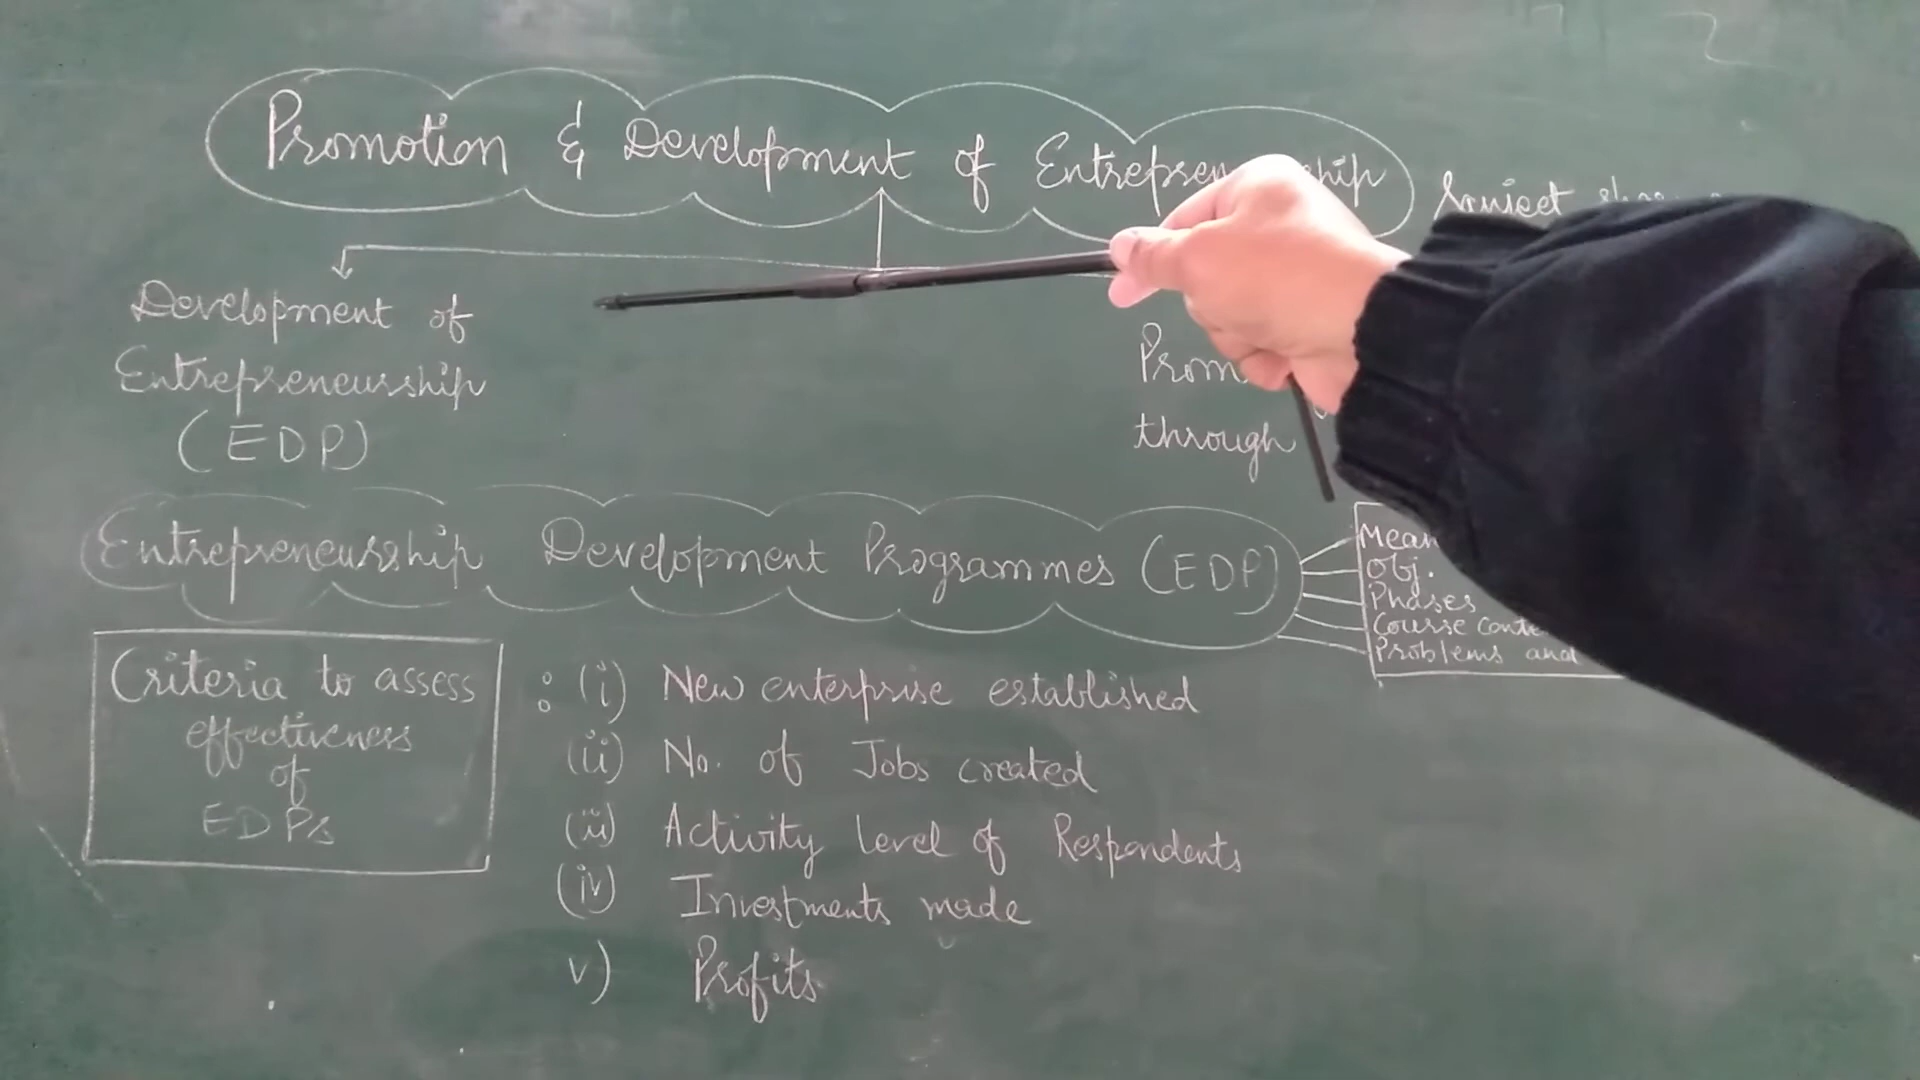 Promotion & Development of
Development of
Entrepreneurship
(EDP)
through
Entrepreneurship Development Programmes (EDP)
Obj.
Phases
Course
Problems and
Criteria to assess
effectiveness
of
EDPs
: (i) New enterprise established
(ii) No. of Jobs created
(iii) Activity level of Respondents
(iv) Investments made
v) Profits